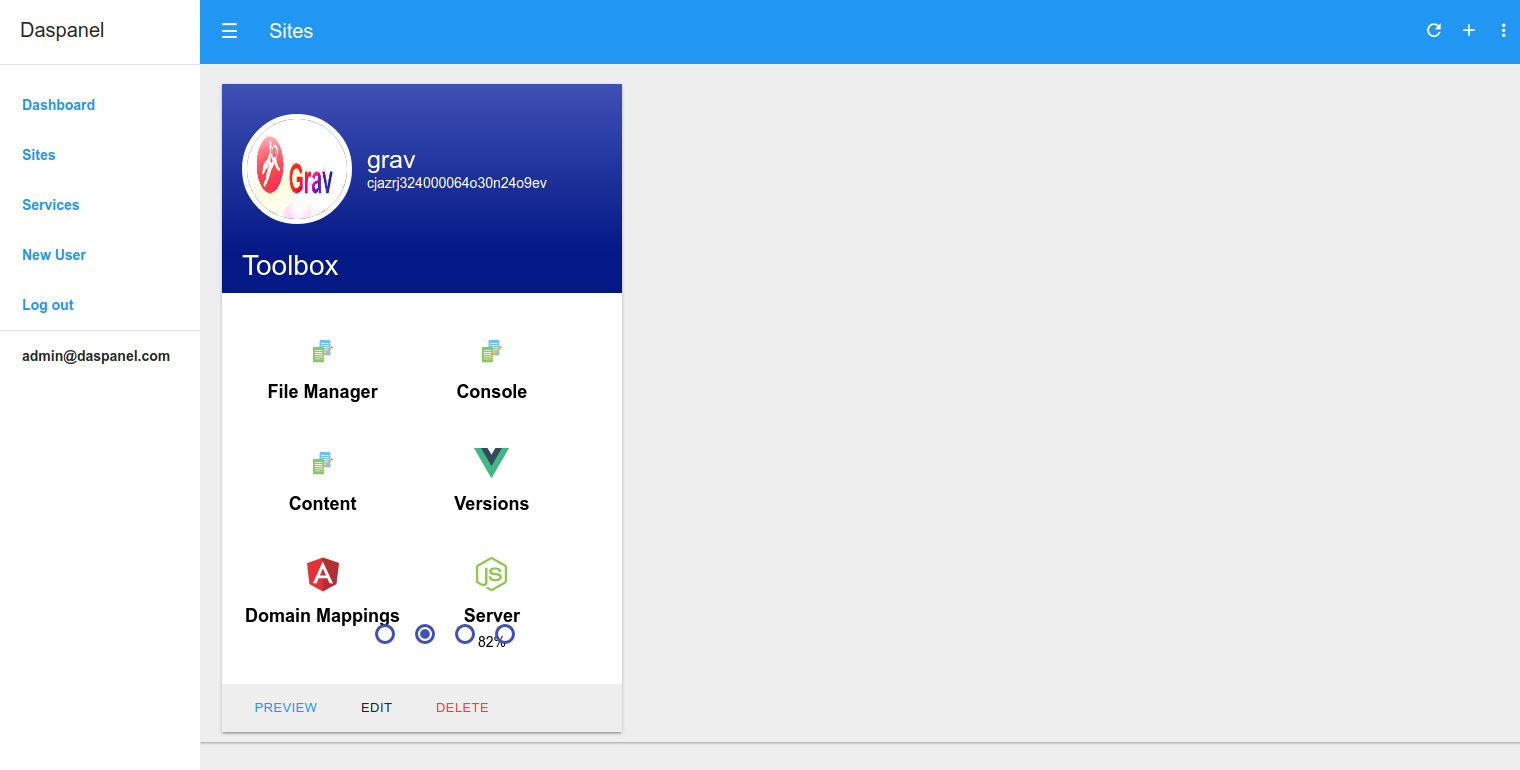 Daspanel
Sites
Dashboard
Sites
Services
New User
Log out
admin@daspanel.com
Grav
grav
cjazrj324000064o30n24o9ev
Toolbox
File Manager
Console
Content
Versions
Domain Mappings
Server
82%
PREVIEW
EDIT
DELETE